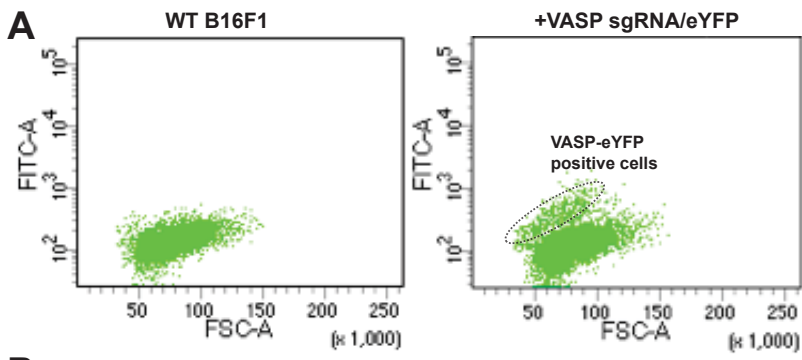 A
WT B16F1
+VASP sgRNA/eYFP
FITC-A
10^5
10^4
10^3
10^2
50 100 150 200 250
FSC-A
(x 1,000)
FITC-A
10^5
10^4
10^3
10^2
VASP-eYFP
positive cells
50 100 150 200 250
FSC-A
(x 1,000)